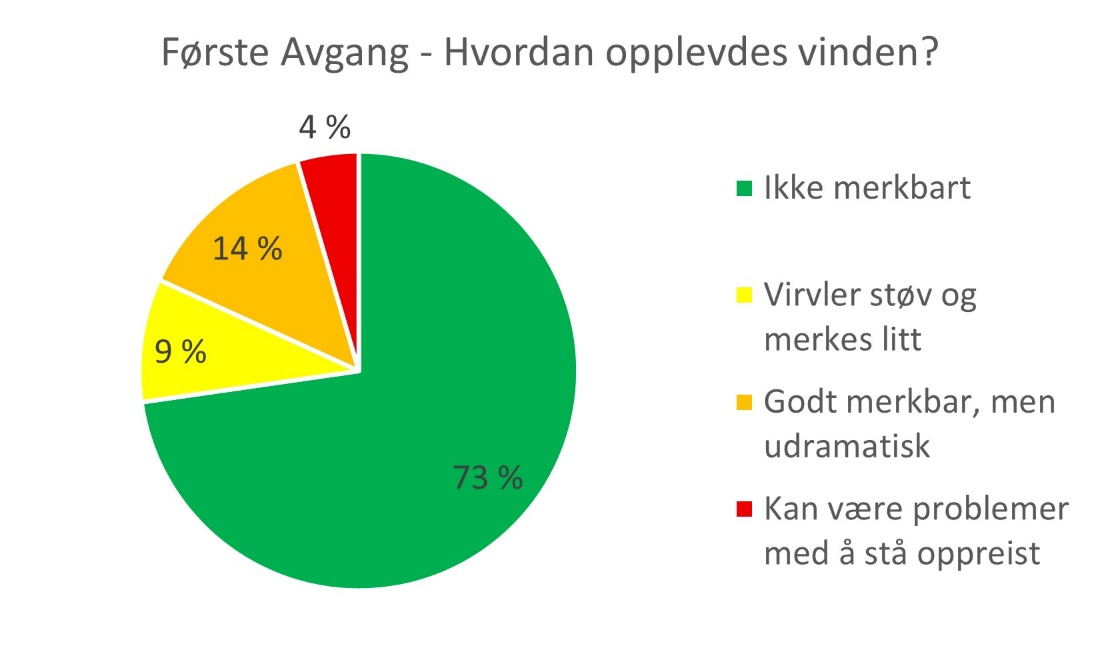 Første Avgang - Hvordan opplevdes vinden?
4 %
14 %
9 %
73 %
Ikke merkbart
Virvler støv og
merkes litt
Godt merkbar, men
udramatisk
Kan være problemer
med å stå oppreist